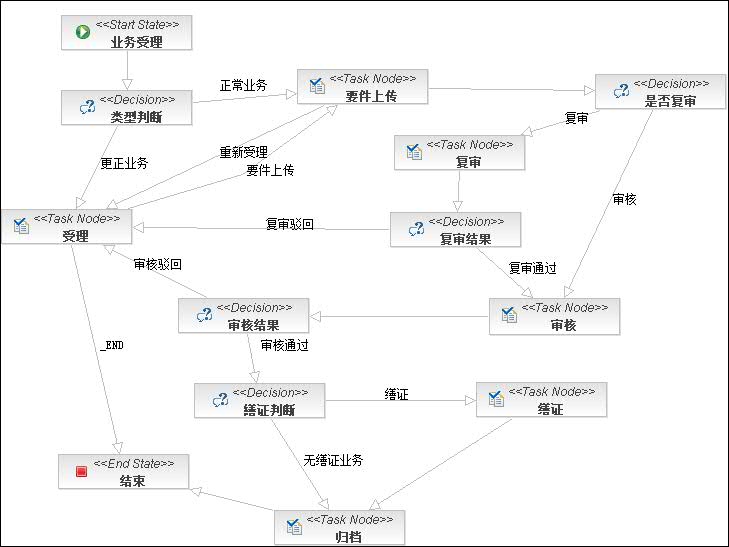 <<Start State>>
业务受理
<<Decision>>
类型判断
正常业务
<<Task Node>>
要件上传
<<Decision>>
是否复审
更正业务
重新受理
要件上传
复审
<<Task Node>>
复审
审核
<<Task Node>>
受理
复审驳回
<<Decision>>
复审结果
审核驳回
复审通过
<<Decision>>
审核结果
<<Task Node>>
审核
_END
审核通过
<<Decision>>
缮证判断
缮证
<<Task Node>>
缮证
无缮证业务
<<End State>>
结束
<<Task Node>>
归档